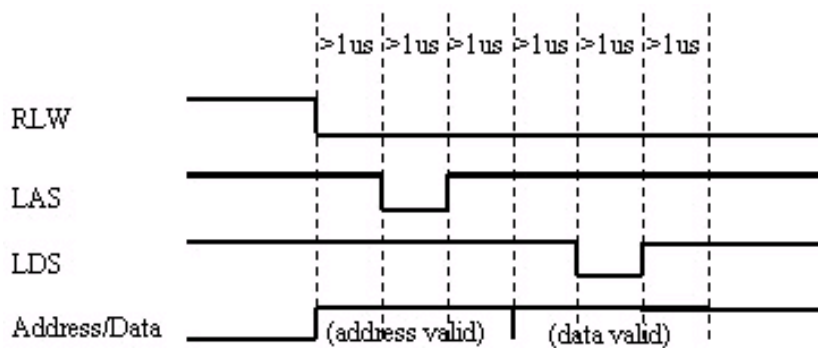 >1us >1us >1us >1us >1us >1us
RLW
LAS
LDS
Address/Data (address valid) (data valid)